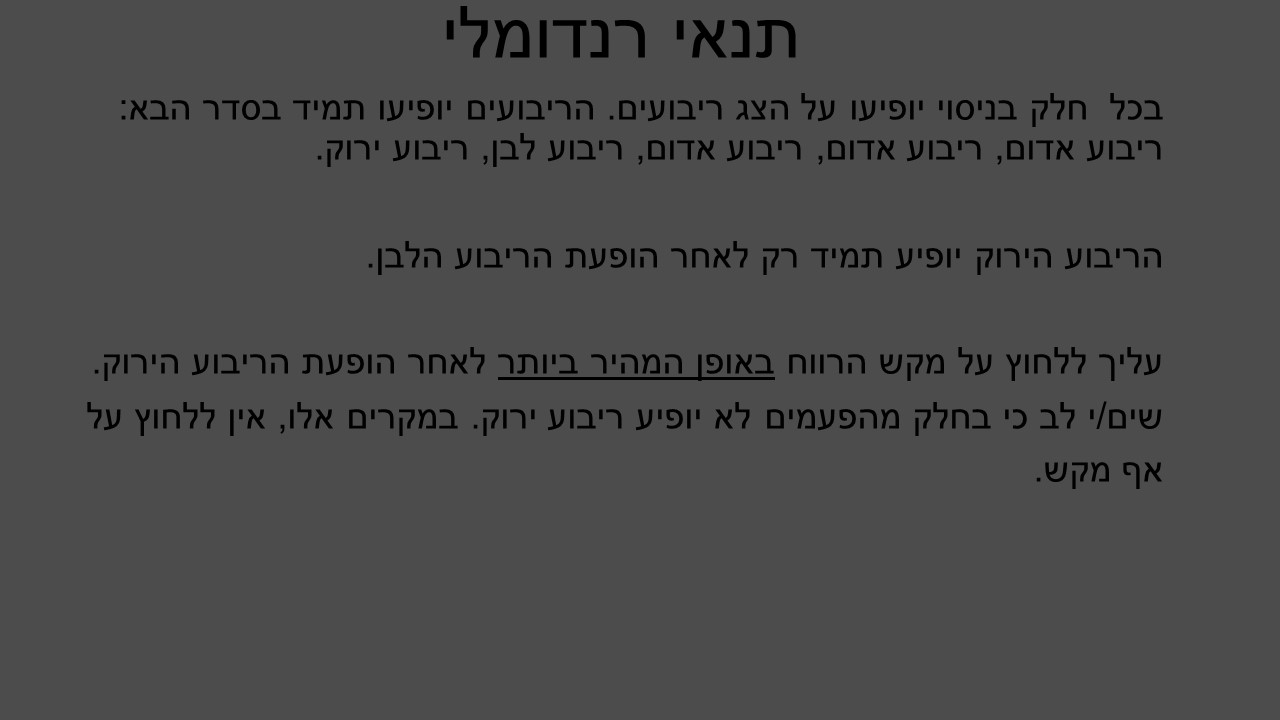 תנאי רנדומלי
בכל חלק בניסוי יופיעו על הצג ריבועים. הריבועים יופיעו תמיד בסדר הבא:
ריבוע אדום, ריבוע אדום, ריבוע אדום, ריבוע לבן, ריבוע ירוק.
הריבוע הירוק יופיע תמיד רק לאחר הופעת הריבוע הלבן.
עליך ללחוץ על מקש הרווח באופן המהיר ביותר לאחר הופעת הריבוע הירוק.
שים/י לב כי בחלק מהפעמים לא יופיע ריבוע ירוק. במקרים אלו, אין ללחוץ על
אף מקש.